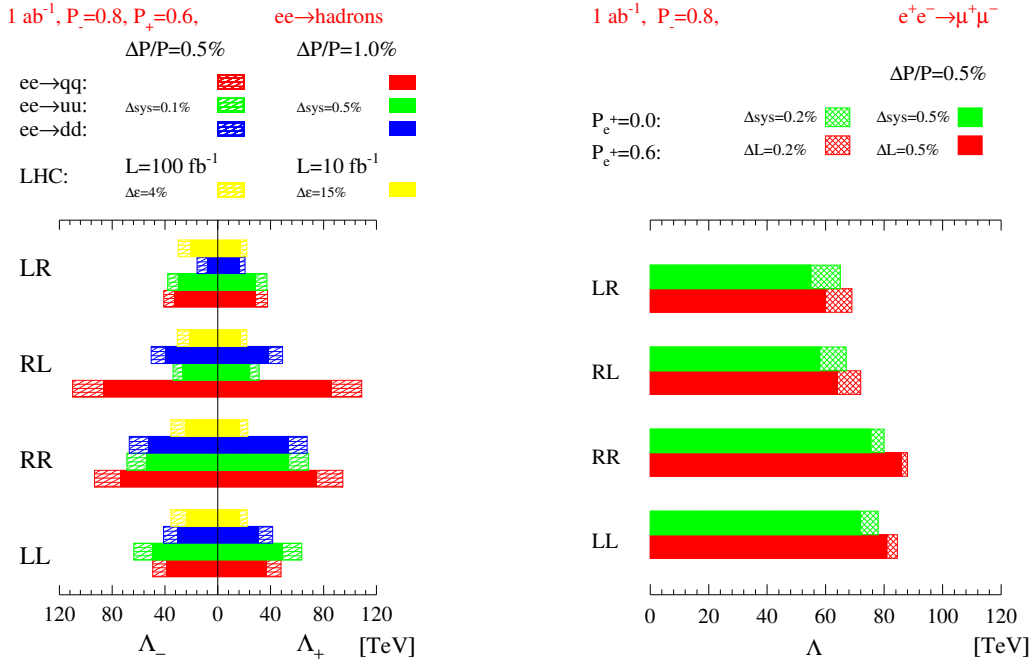 1 ab⁻¹, P₋=0.8, P₊=0.6, ee→hadrons
ΔP/P=0.5% ΔP/P=1.0%
ee→qq:
ee→uu: Δsys=0.1% Δsys=0.5%
ee→dd:
LHC: L=100 fb⁻¹ L=10 fb⁻¹
Δε=4% Δε=15%
LR
RL
RR
LL
120 80 40 0 40 80 120
Λ₋ Λ₊ [TeV]
1 ab⁻¹, P₋=0.8, e⁺e⁻→μ⁺μ⁻
ΔP/P=0.5%
Pₑ⁺=0.0: Δsys=0.2% Δsys=0.5%
Pₑ⁺=0.6: ΔL=0.2% ΔL=0.5%
LR
RL
RR
LL
0 20 40 60 80 100 120
Λ [TeV]